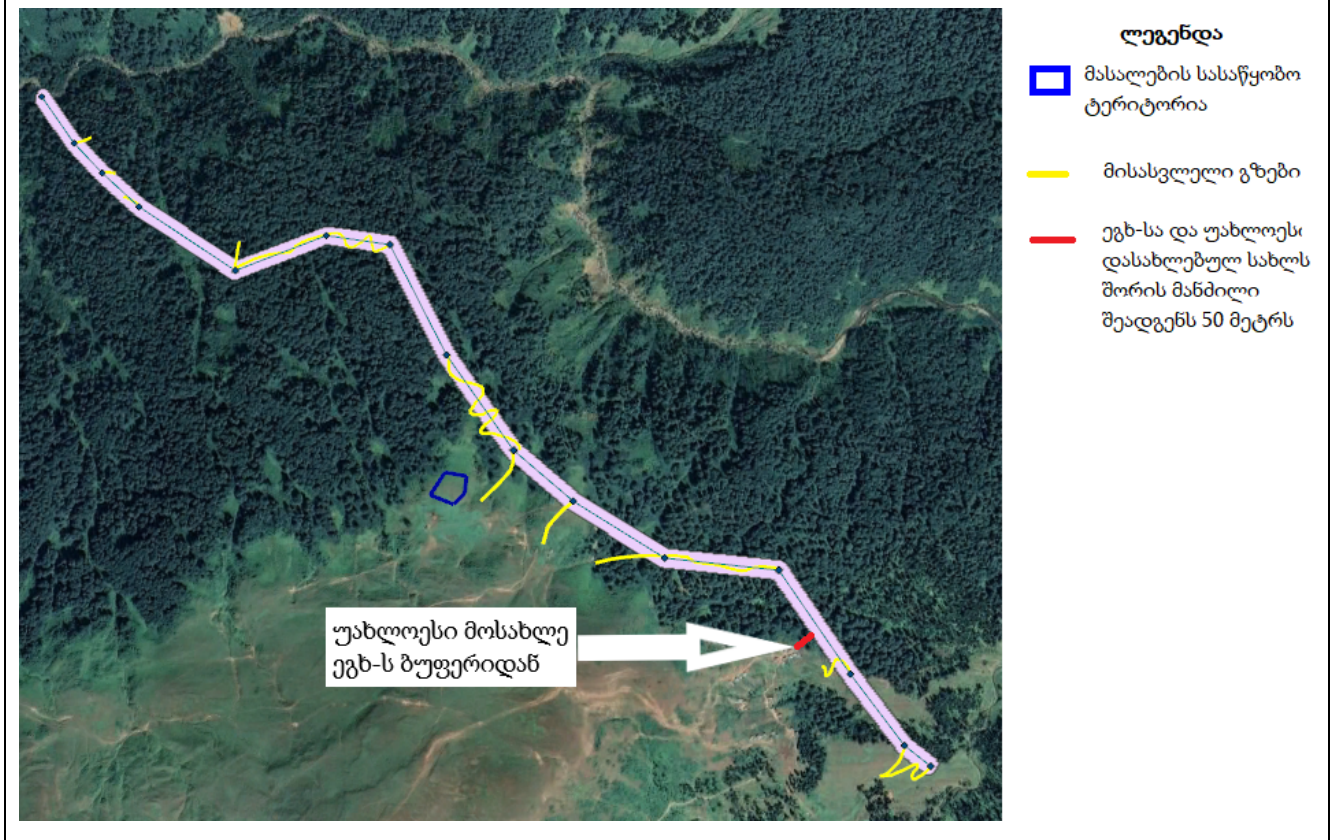 ლეგენდა
მასალების სასაწყობო
ტერიტორია
მისასვლელი გზები
ეგხ-სა და უახლოესი
დასახლებულ სახლს
შორის მანძილი
შეადგენს 50 მეტრს
უახლოესი მოსახლე
ეგხ-ს ბუფერიდან